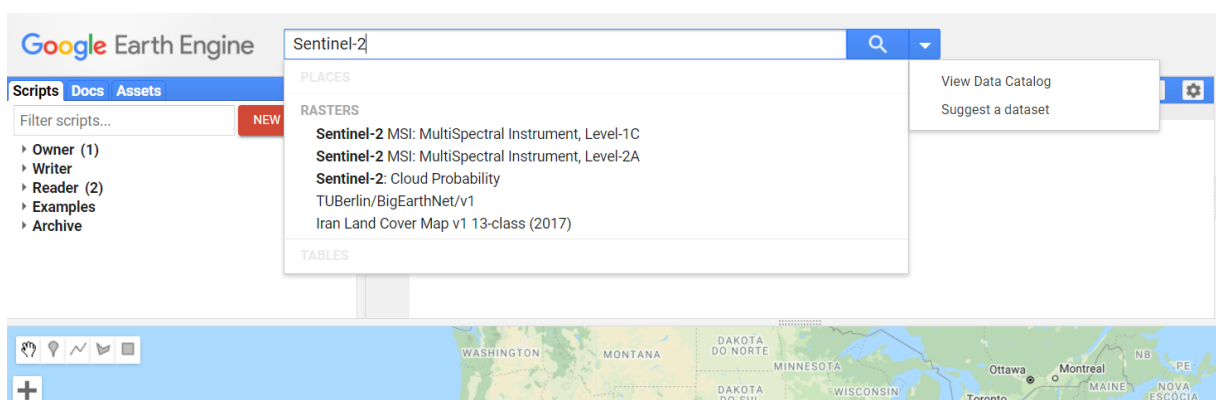 Google Earth Engine
Sentinel-2
View Data Catalog
Suggest a dataset
PLACES
RASTERS
Sentinel-2 MSI: MultiSpectral Instrument, Level-1C
Sentinel-2 MSI: MultiSpectral Instrument, Level-2A
Sentinel-2: Cloud Probability
TUBerlin/BigEarthNet/v1
Iran Land Cover Map v1 13-class (2017)
TABLES
Scripts Docs Assets
Filter scripts...
NEW
Owner (1)
Writer
Reader (2)
Examples
Archive
WASHINGTON
MONTANA
DAKOTA
DO NORTE
MINNESOTA
DAKOTA
DO SUL
WISCONSIN
Ottawa
Montreal
Toronto
NB
PE
MAINE
NOVA
ESCÓCIA